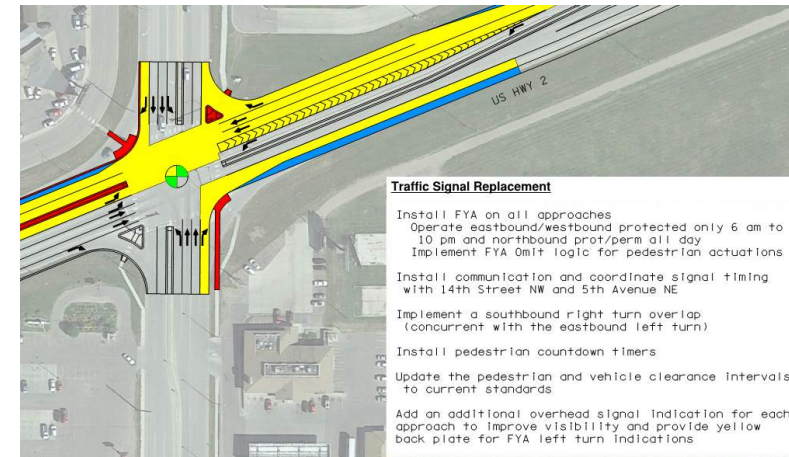 US HWY 2
Traffic Signal Replacement
Install FYA on all approaches
Operate eastbound/westbound protected only 6 am to
10 pm and northbound prot/perm all day
Implement FYA Omit logic for pedestrian actuations
Install communication and coordinate signal timing
with 14th Street NW and 5th Avenue NE
Implement a southbound right turn overlap
(concurrent with the eastbound left turn)
Install pedestrian countdown timers
Update the pedestrian and vehicle clearance intervals
to current standards
Add an additional overhead signal indication for each
approach to improve visibility and provide yellow
back plate for FYA left turn indications